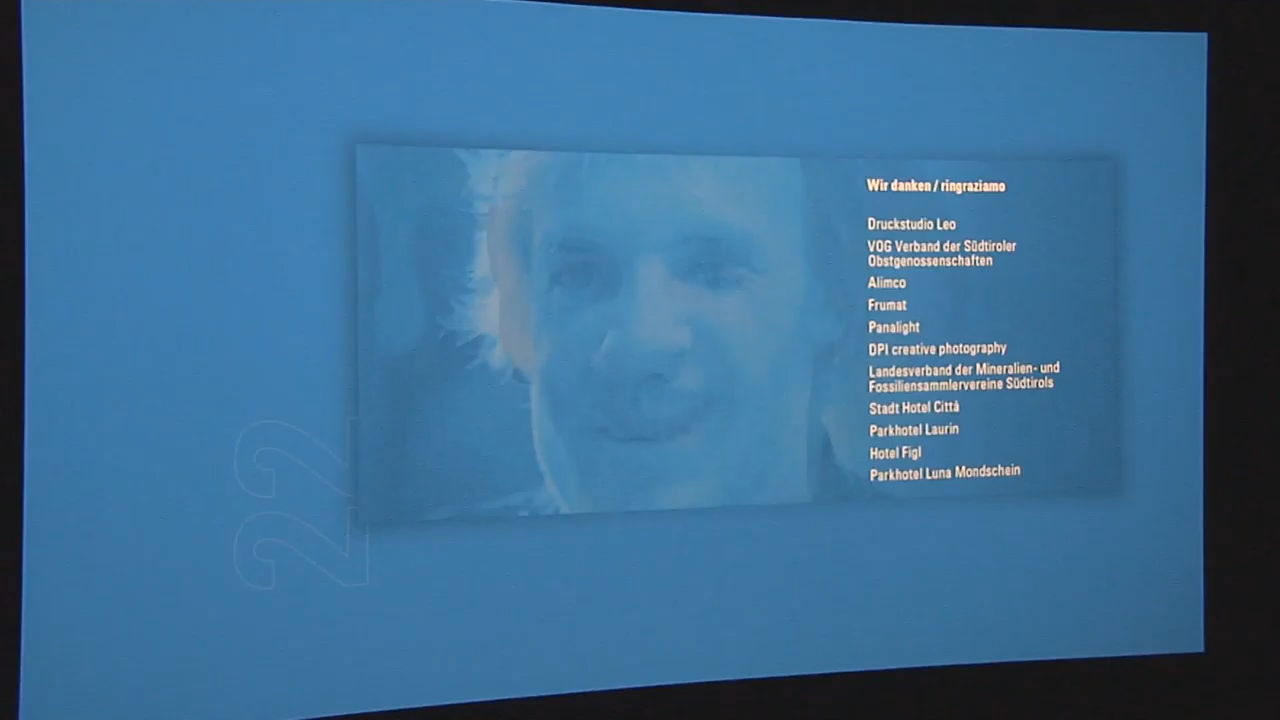 Wir danken / ringraziamo
Druckstudio Leo
VOG Verband der Südtiroler
Obstgenossenschaften
Alimco
Frumat
Panalight
DPI creative photography
Landesverband der Mineralien- und
Fossiliensammlervereine Südtirols
Stadt Hotel Città
Parkhotel Laurin
Hotel Figl
Parkhotel Luna Mondschein
22